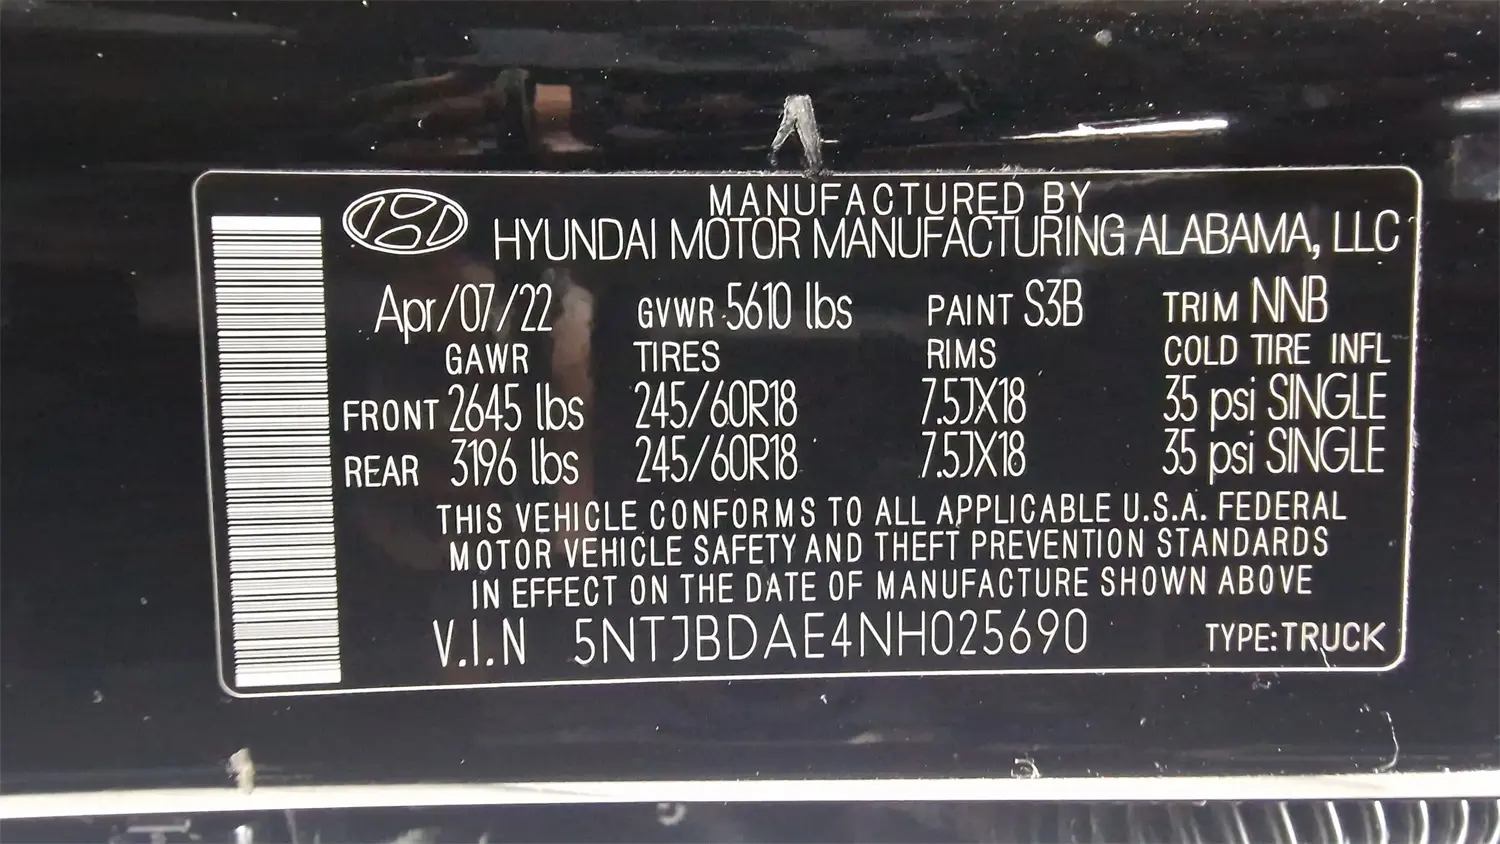 MANUFACTURED BY
HYUNDAI MOTOR MANUFACTURING ALABAMA, LLC
Apr/07/22 GVWR 5610 lbs PAINT S3B TRIM NNB
GAWR TIRES RIMS COLD TIRE INFL
FRONT 2645 lbs 245/60R18 7.5JX18 35 psi SINGLE
REAR 3196 lbs 245/60R18 7.5JX18 35 psi SINGLE
THIS VEHICLE CONFORMS TO ALL APPLICABLE U.S.A. FEDERAL
MOTOR VEHICLE SAFETY AND THEFT PREVENTION STANDARDS
IN EFFECT ON THE DATE OF MANUFACTURE SHOWN ABOVE
V.I.N 5NTJBDAE4NH025690 TYPE:TRUCK